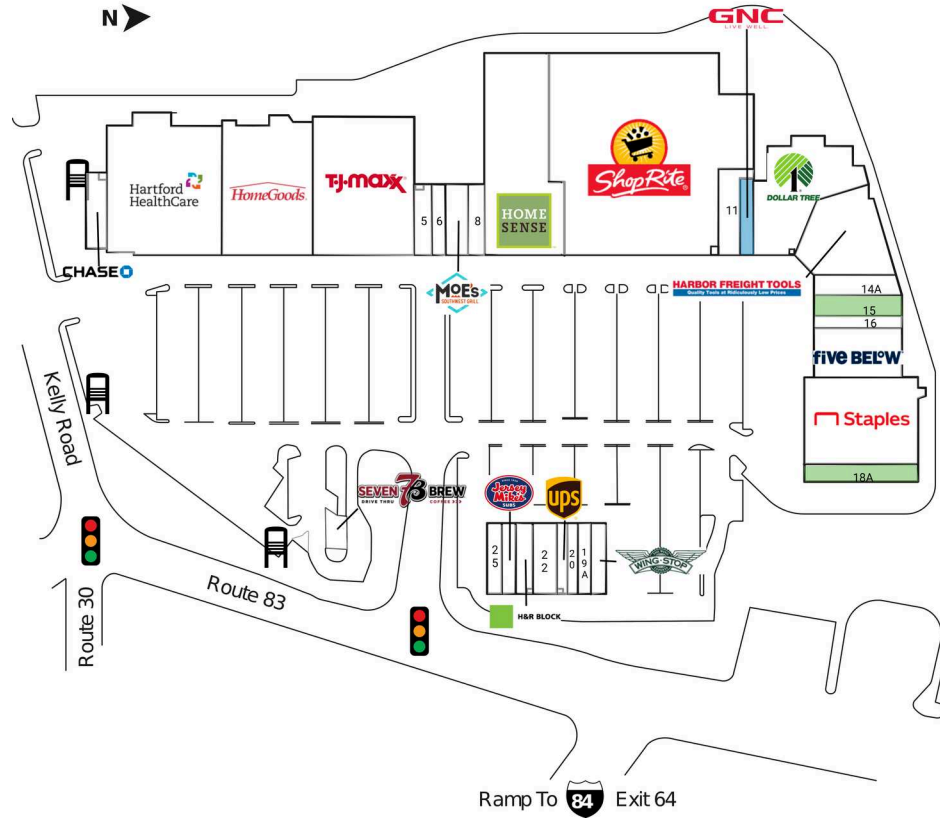 N
GNC
LIVE WELL
Hartford
HealthCare
HomeGoods
T·J·maxx
5
6
8
HOME
SENSE
ShopRite
11
DOLLAR TREE
CHASE
MOE's
SOUTHWEST GRILL
HARBOR FREIGHT TOOLS
Quality Tools at Ridiculously Low Prices
14A
15
16
five BELOW
Staples
18A
Kelly Road
SEVEN 7B BREW
DRIVE THRU COFFEE
Jersey
Mike's
SUBS
ups
25
22
20
19A
WING·STOP
H&R BLOCK
Route 83
Route 30
Ramp To 84 Exit 64